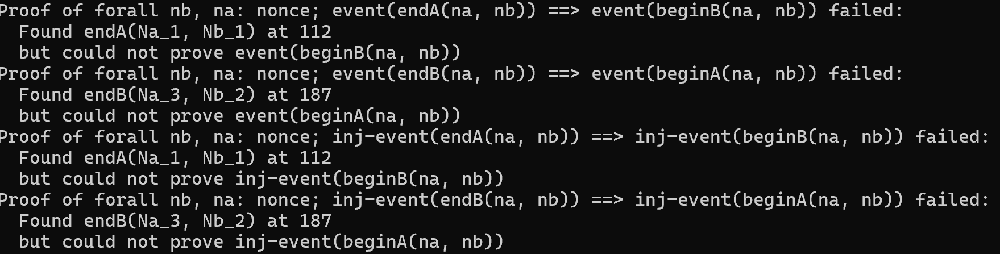 Proof of forall nb, na: nonce; event(endA(na, nb)) ==> event(beginB(na, nb)) failed:
  Found endA(Na_1, Nb_1) at 112
  but could not prove event(beginB(na, nb))
Proof of forall nb, na: nonce; event(endB(na, nb)) ==> event(beginA(na, nb)) failed:
  Found endB(Na_3, Nb_2) at 187
  but could not prove event(beginA(na, nb))
Proof of forall nb, na: nonce; inj-event(endA(na, nb)) ==> inj-event(beginB(na, nb)) failed:
  Found endA(Na_1, Nb_1) at 112
  but could not prove inj-event(beginB(na, nb))
Proof of forall nb, na: nonce; inj-event(endB(na, nb)) ==> inj-event(beginA(na, nb)) failed:
  Found endB(Na_3, Nb_2) at 187
  but could not prove inj-event(beginA(na, nb))